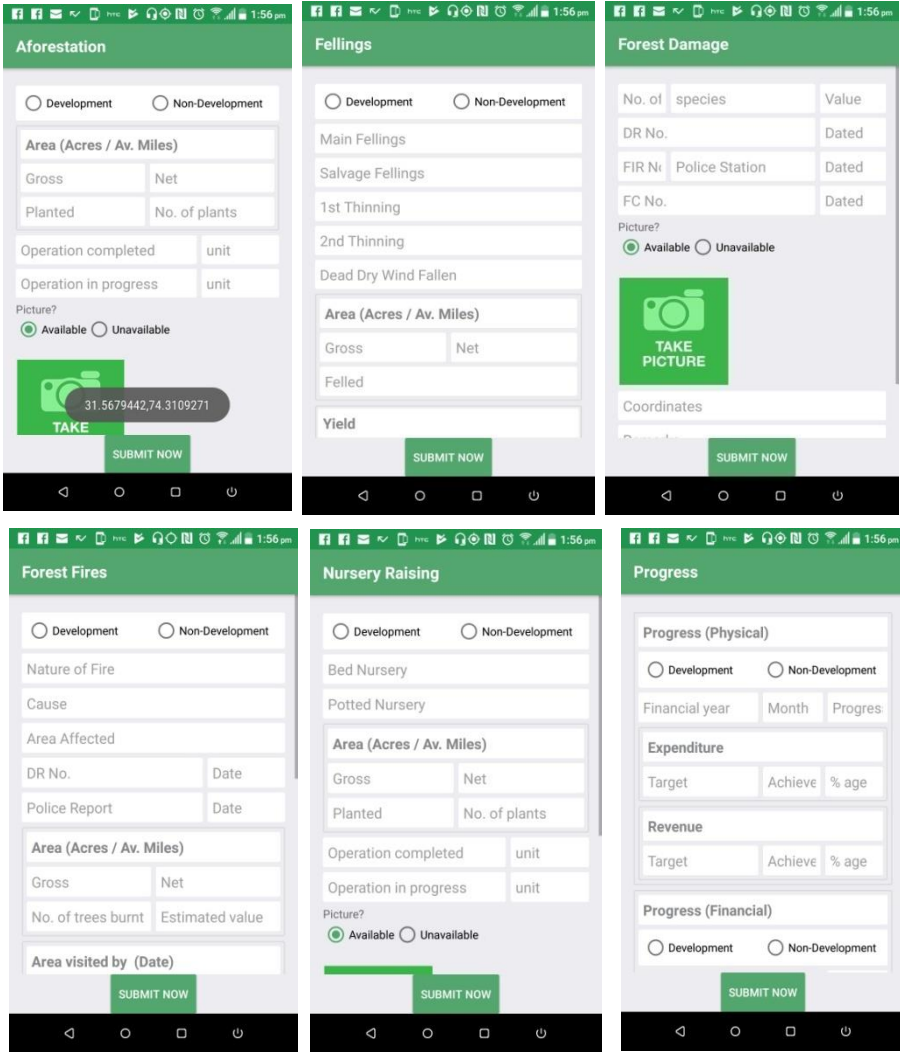 1:56 pm
Aforestation
Development Non-Development
Area (Acres / Av. Miles)
Gross Net
Planted No. of plants
Operation completed unit
Operation in progress unit
Picture?
Available Unavailable
TAKE
31.5679442,74.3109271
SUBMIT NOW
1:56 pm
Fellings
Development Non-Development
Main Fellings
Salvage Fellings
1st Thinning
2nd Thinning
Dead Dry Wind Fallen
Area (Acres / Av. Miles)
Gross Net
Felled
Yield
SUBMIT NOW
1:56 pm
Forest Damage
No. of species Value
DR No. Dated
FIR No Police Station Dated
FC No. Dated
Picture?
Available Unavailable
TAKE
PICTURE
Coordinates
SUBMIT NOW
1:56 pm
Forest Fires
Development Non-Development
Nature of Fire
Cause
Area Affected
DR No. Date
Police Report Date
Area (Acres / Av. Miles)
Gross Net
No. of trees burnt Estimated value
Area visited by (Date)
SUBMIT NOW
1:56 pm
Nursery Raising
Development Non-Development
Bed Nursery
Potted Nursery
Area (Acres / Av. Miles)
Gross Net
Planted No. of plants
Operation completed unit
Operation in progress unit
Picture?
Available Unavailable
SUBMIT NOW
1:56 pm
Progress
Progress (Physical)
Development Non-Development
Financial year Month Progres
Expenditure
Target Achieve % age
Revenue
Target Achieve % age
Progress (Financial)
Development Non-Development
SUBMIT NOW